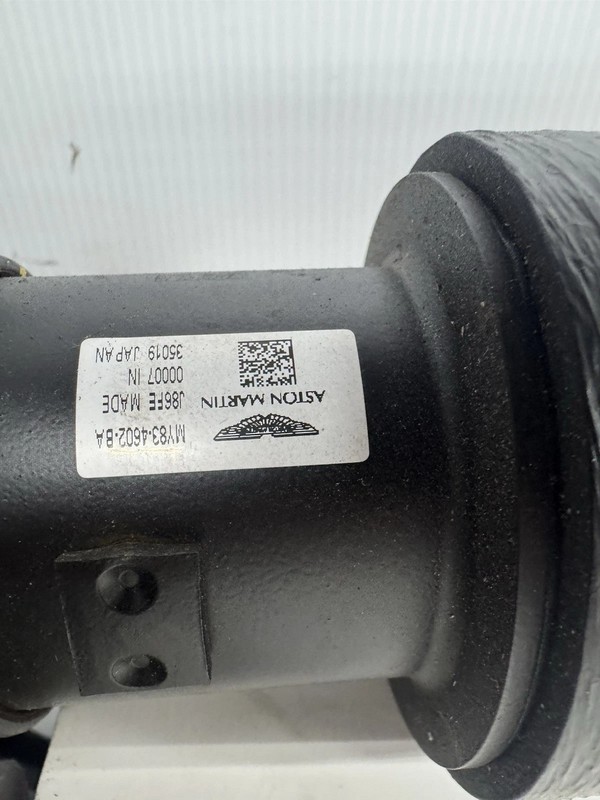 ASTON MARTIN
MY83-4602-BA
J86FE MADE
00007 IN
35019 JAPAN